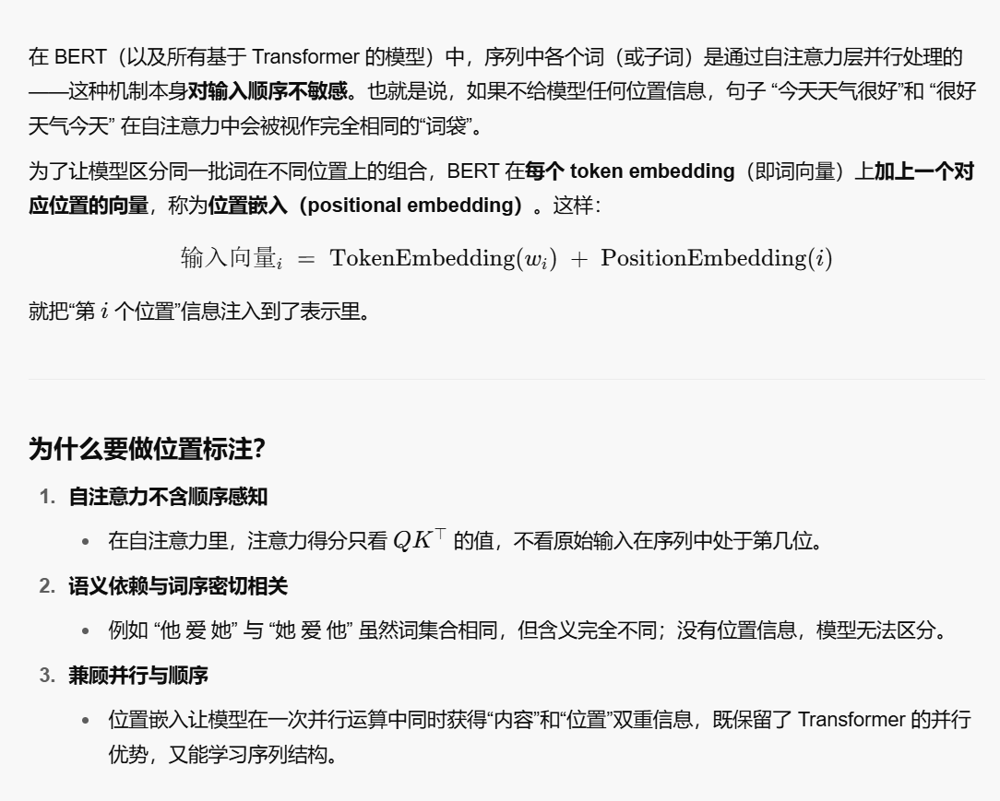 在 BERT（以及所有基于 Transformer 的模型）中，序列中各个词（或子词）是通过自注意力层并行处理的
——这种机制本身对输入顺序不敏感。也就是说，如果不给模型任何位置信息，句子 “今天天气很好”和 “很好
天气今天” 在自注意力中会被视作完全相同的“词袋”。
为了让模型区分同一批词在不同位置上的组合，BERT 在每个 token embedding（即词向量）上加上一个对
应位置的向量，称为位置嵌入（positional embedding）。这样：
输入向量ᵢ = TokenEmbedding(wᵢ) + PositionEmbedding(i)
就把“第 i 个位置”信息注入到了表示里。
为什么要做位置标注？
1. 自注意力不含顺序感知
• 在自注意力里，注意力得分只看 QK⊤ 的值，不看原始输入在序列中处于第几位。
2. 语义依赖与词序密切相关
• 例如 “他 爱 她” 与 “她 爱 他” 虽然词集合相同，但含义完全不同；没有位置信息，模型无法区分。
3. 兼顾并行与顺序
• 位置嵌入让模型在一次并行运算中同时获得“内容”和“位置”双重信息，既保留了 Transformer 的并行
优势，又能学习序列结构。